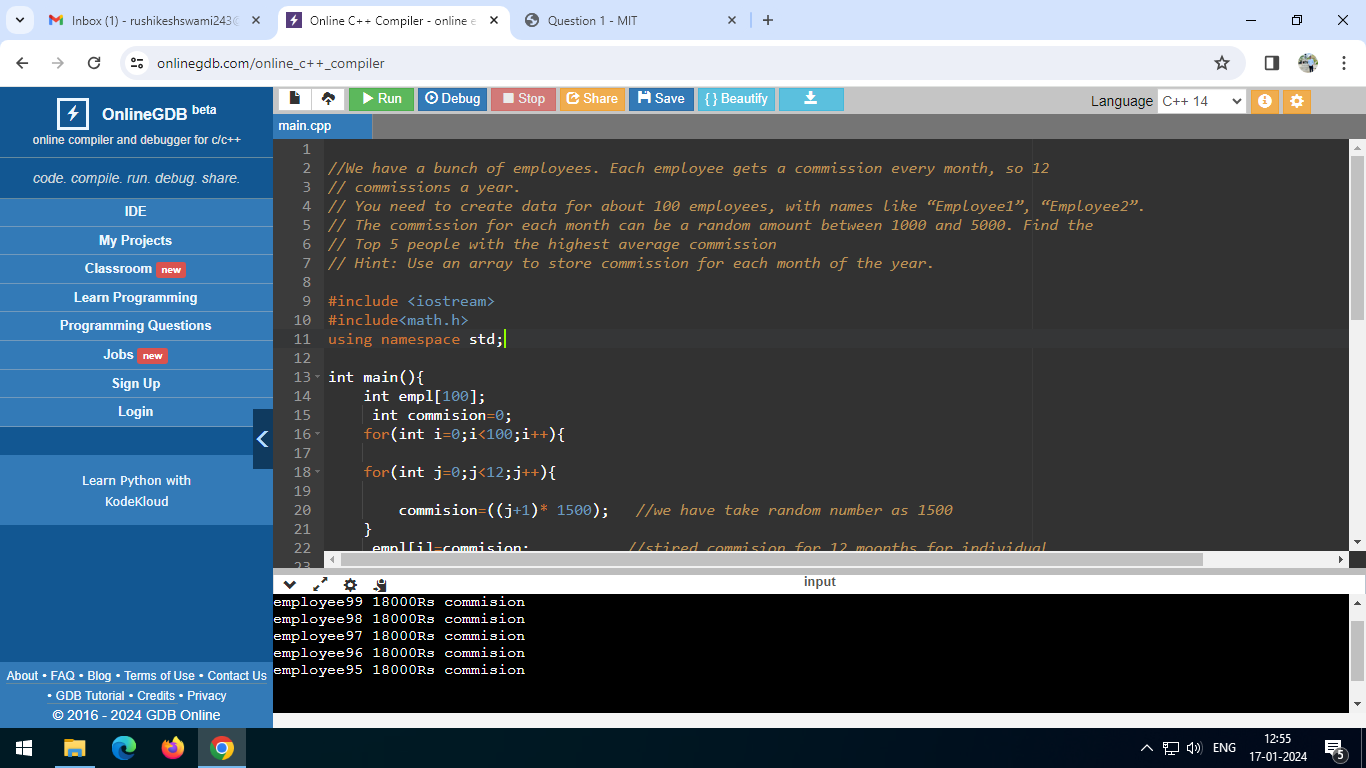 Inbox (1) - rushikeshswami243@
Online C++ Compiler - online e
Question 1 - MIT
onlinegdb.com/online_c++_compiler
OnlineGDB beta
online compiler and debugger for c/c++
code. compile. run. debug. share.
IDE
My Projects
Classroom new
Learn Programming
Programming Questions
Jobs new
Sign Up
Login
Learn Python with
KodeKloud
About • FAQ • Blog • Terms of Use • Contact Us
• GDB Tutorial • Credits • Privacy
© 2016 - 2024 GDB Online
Run Debug Stop Share Save {} Beautify
Language C++ 14
main.cpp
1
2 //We have a bunch of employees. Each employee gets a commission every month, so 12
3 // commissions a year.
4 // You need to create data for about 100 employees, with names like “Employee1”, “Employee2”.
5 // The commission for each month can be a random amount between 1000 and 5000. Find the
6 // Top 5 people with the highest average commission
7 // Hint: Use an array to store commission for each month of the year.
8
9 #include <iostream>
10 #include<math.h>
11 using namespace std;
12
13 int main(){
14 int empl[100];
15 int commision=0;
16 for(int i=0;i<100;i++){
17
18 for(int j=0;j<12;j++){
19
20 commision=((j+1)* 1500); //we have take random number as 1500
21 }
22 empl[i]=commision; //stired commision for 12 moonths for individual
23
input
employee99 18000Rs commision
employee98 18000Rs commision
employee97 18000Rs commision
employee96 18000Rs commision
employee95 18000Rs commision
ENG
12:55
17-01-2024
5